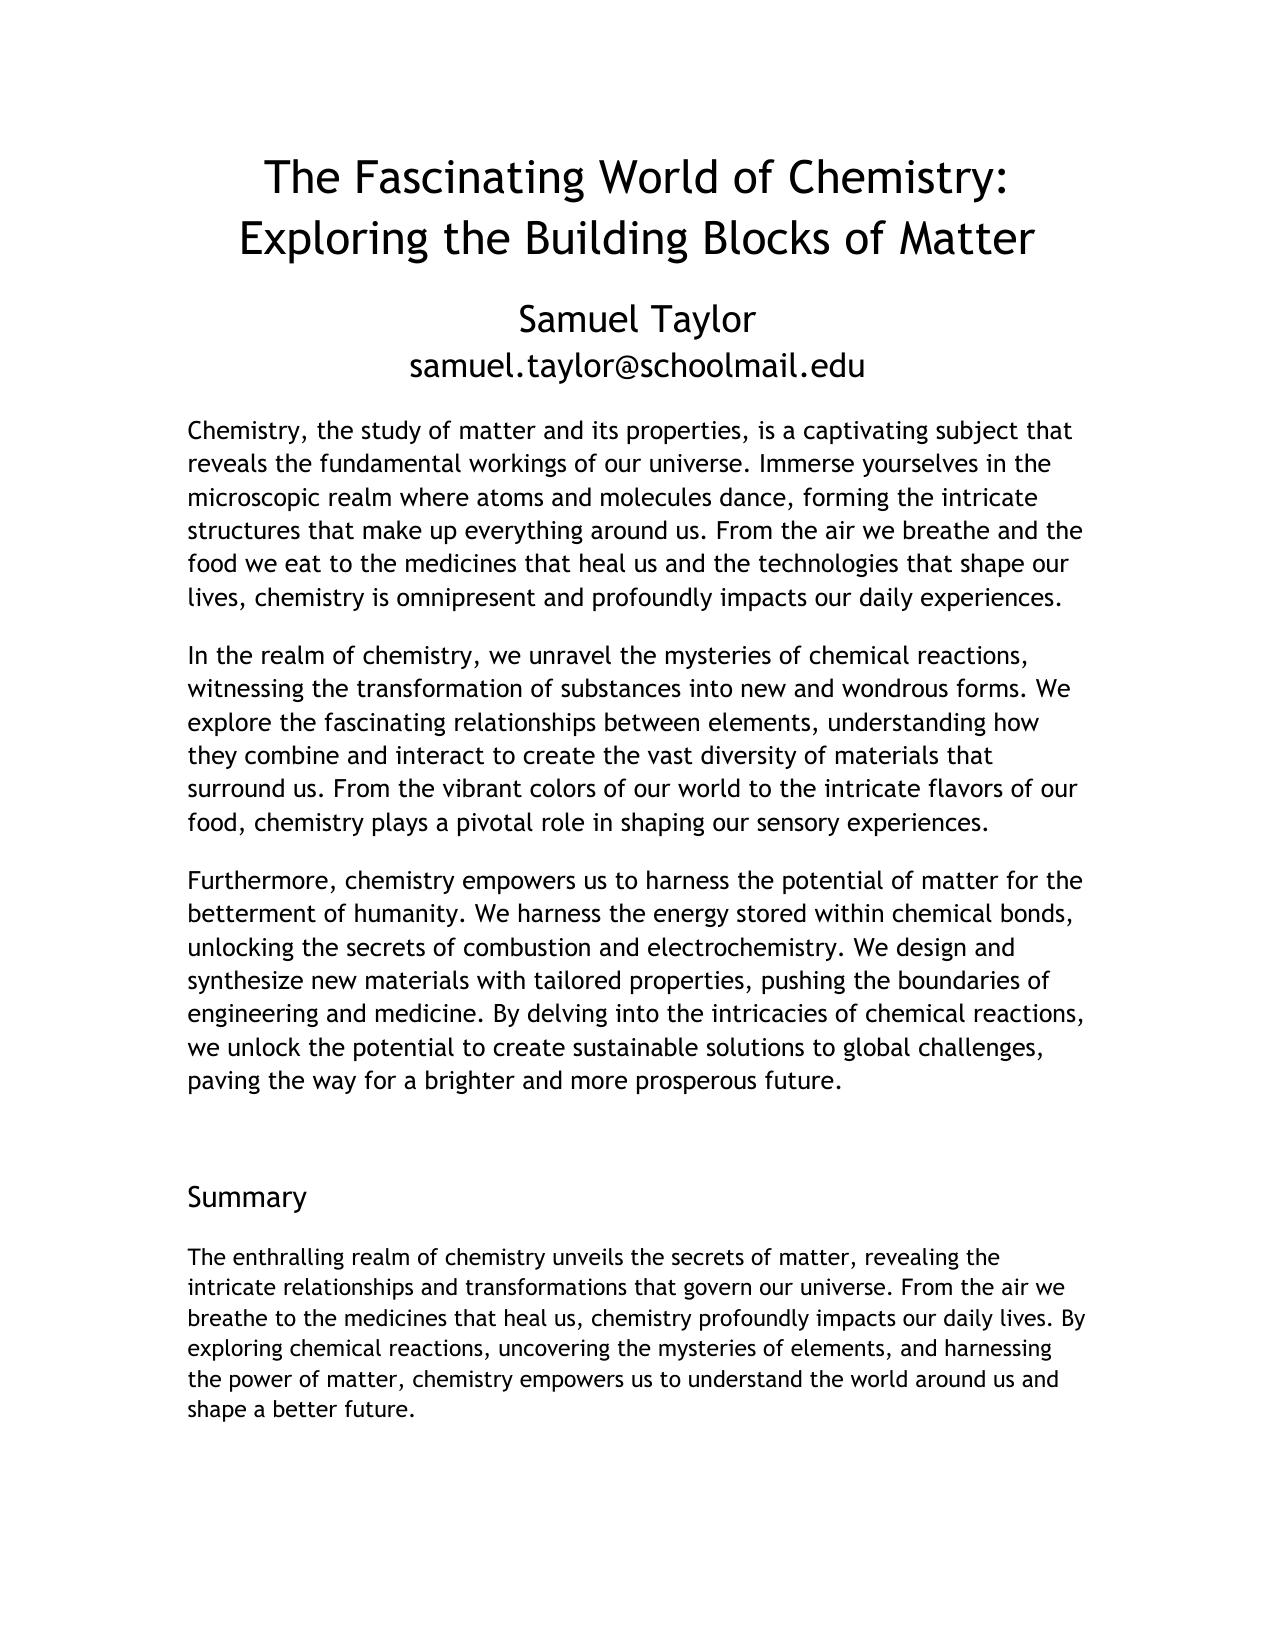 The Fascinating World of Chemistry:
Exploring the Building Blocks of Matter
Samuel Taylor
samuel.taylor@schoolmail.edu
Chemistry, the study of matter and its properties, is a captivating subject that
reveals the fundamental workings of our universe. Immerse yourselves in the
microscopic realm where atoms and molecules dance, forming the intricate
structures that make up everything around us. From the air we breathe and the
food we eat to the medicines that heal us and the technologies that shape our
lives, chemistry is omnipresent and profoundly impacts our daily experiences.
In the realm of chemistry, we unravel the mysteries of chemical reactions,
witnessing the transformation of substances into new and wondrous forms. We
explore the fascinating relationships between elements, understanding how
they combine and interact to create the vast diversity of materials that
surround us. From the vibrant colors of our world to the intricate flavors of our
food, chemistry plays a pivotal role in shaping our sensory experiences.
Furthermore, chemistry empowers us to harness the potential of matter for the
betterment of humanity. We harness the energy stored within chemical bonds,
unlocking the secrets of combustion and electrochemistry. We design and
synthesize new materials with tailored properties, pushing the boundaries of
engineering and medicine. By delving into the intricacies of chemical reactions,
we unlock the potential to create sustainable solutions to global challenges,
paving the way for a brighter and more prosperous future.
Summary
The enthralling realm of chemistry unveils the secrets of matter, revealing the
intricate relationships and transformations that govern our universe. From the air we
breathe to the medicines that heal us, chemistry profoundly impacts our daily lives. By
exploring chemical reactions, uncovering the mysteries of elements, and harnessing
the power of matter, chemistry empowers us to understand the world around us and
shape a better future.